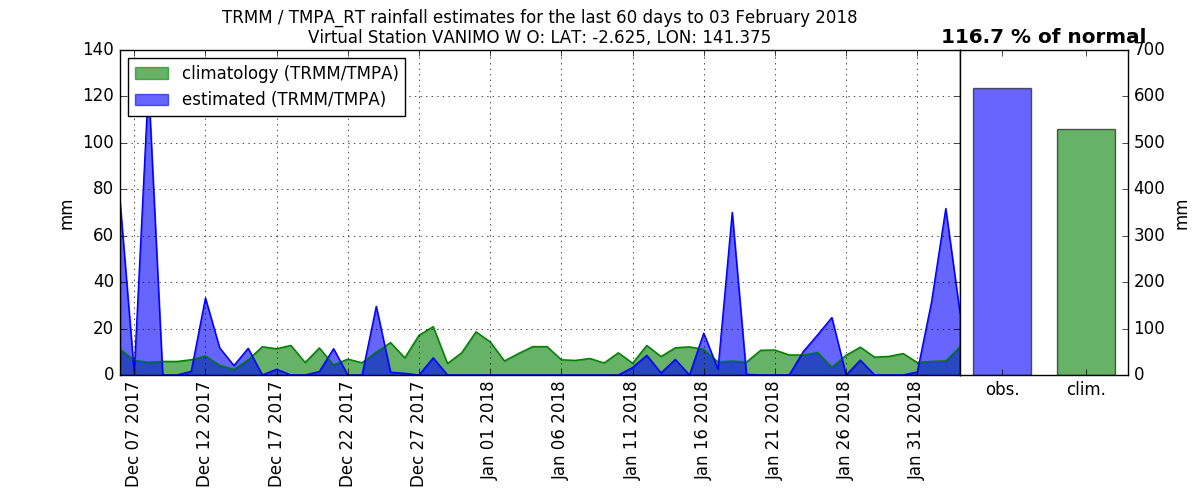 TRMM / TMPA_RT rainfall estimates for the last 60 days to 03 February 2018
Virtual Station VANIMO W O: LAT: -2.625, LON: 141.375
116.7 % of normal
climatology (TRMM/TMPA)
estimated (TRMM/TMPA)
140
120
100
80
60
40
20
0
mm
Dec 07 2017
Dec 12 2017
Dec 17 2017
Dec 22 2017
Dec 27 2017
Jan 01 2018
Jan 06 2018
Jan 11 2018
Jan 16 2018
Jan 21 2018
Jan 26 2018
Jan 31 2018
obs.
clim.
700
600
500
400
300
200
100
0
mm